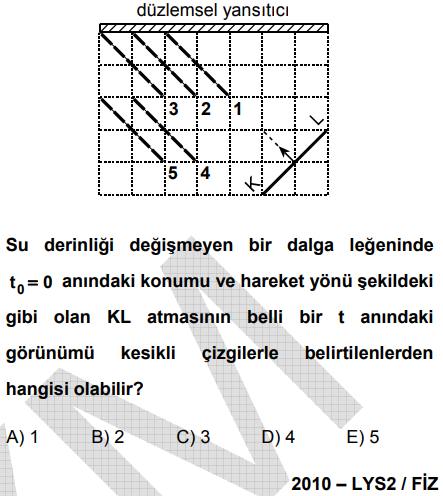 düzlemsel yansıtıcı
3 2 1
L
K
5 4
Su derinliği değişmeyen bir dalga leğeninde
t₀ = 0 anındaki konumu ve hareket yönü şekildeki
gibi olan KL atmasının belli bir t anındaki
görünümü kesikli çizgilerle belirtilenlerden
hangisi olabilir?
A) 1 B) 2 C) 3 D) 4 E) 5
2010 – LYS2 / FİZ